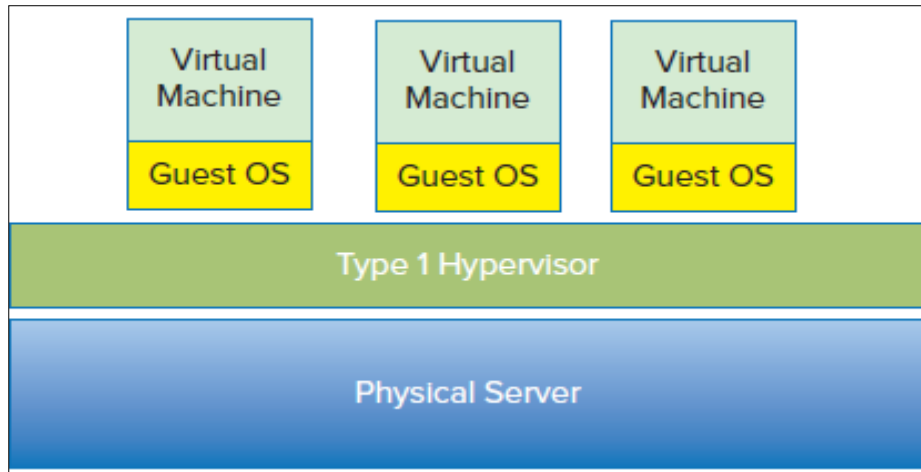 Virtual
Machine
Guest OS
Virtual
Machine
Guest OS
Virtual
Machine
Guest OS
Type 1 Hypervisor
Physical Server